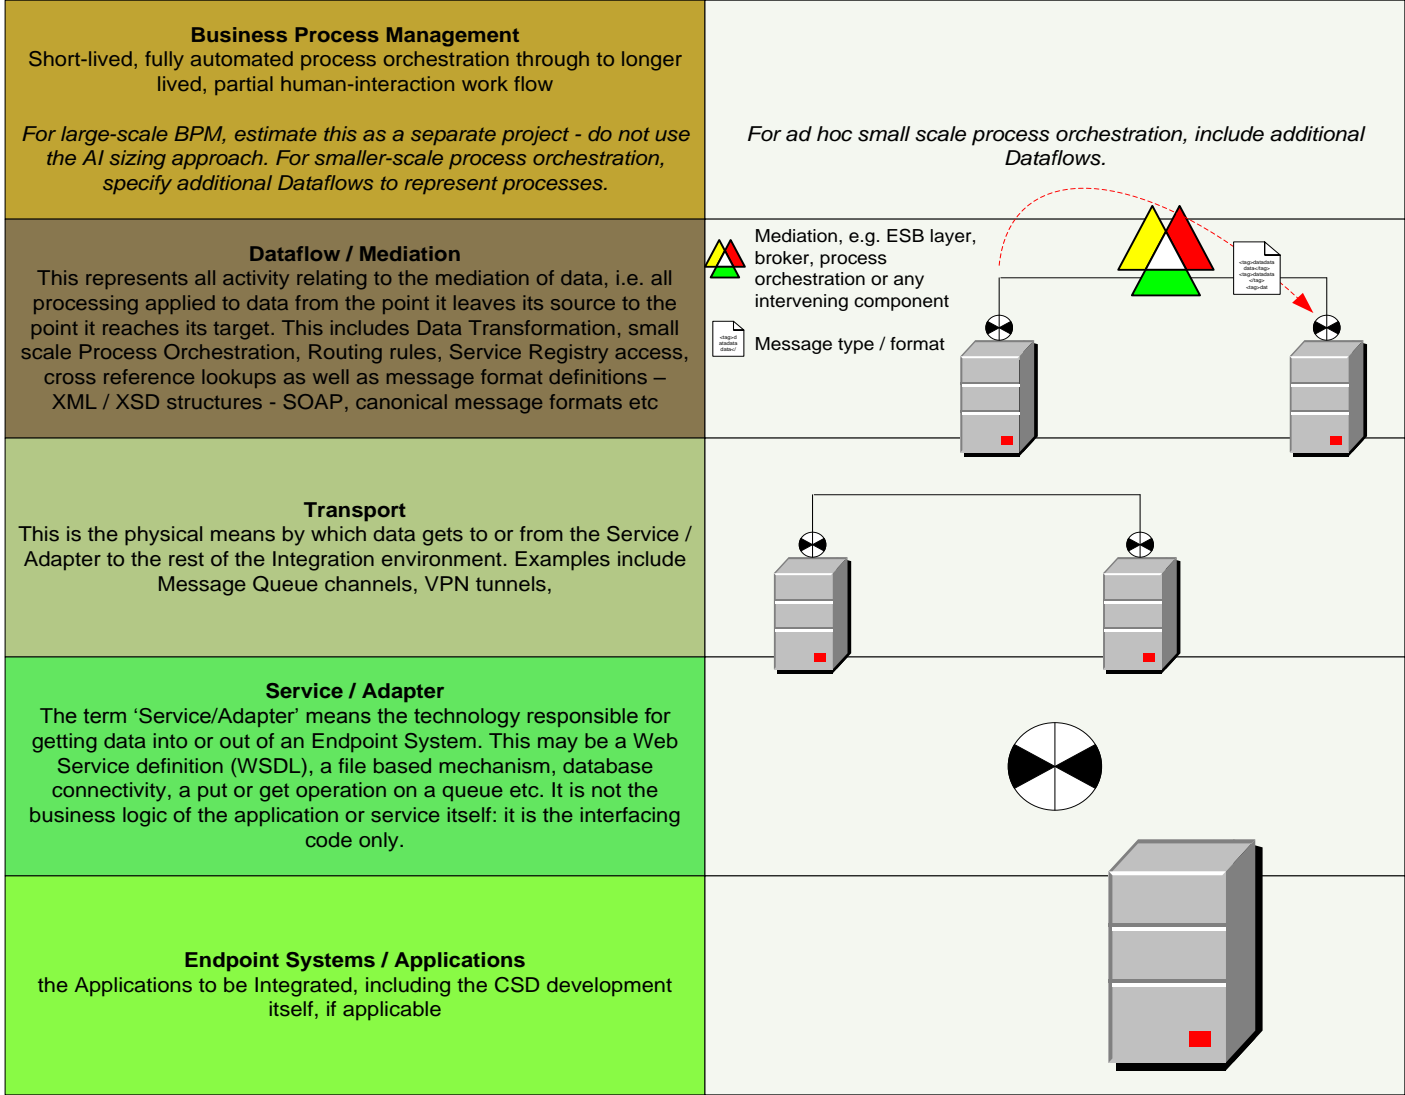 Business Process Management
Short-lived, fully automated process orchestration through to longer
lived, partial human-interaction work flow
For large-scale BPM, estimate this as a separate project - do not use
the AI sizing approach. For smaller-scale process orchestration,
specify additional Dataflows to represent processes.
For ad hoc small scale process orchestration, include additional
Dataflows.
Dataflow / Mediation
This represents all activity relating to the mediation of data, i.e. all
processing applied to data from the point it leaves its source to the
point it reaches its target. This includes Data Transformation, small
scale Process Orchestration, Routing rules, Service Registry access,
cross reference lookups as well as message format definitions –
XML / XSD structures - SOAP, canonical message formats etc
Mediation, e.g. ESB layer,
broker, process
orchestration or any
intervening component
<tag>d
atadata
data</
Message type / format
<tag>datadata
data</tag>
<tag>datadata
</tag>
<tag>dat
Transport
This is the physical means by which data gets to or from the Service /
Adapter to the rest of the Integration environment. Examples include
Message Queue channels, VPN tunnels,
Service / Adapter
The term ‘Service/Adapter’ means the technology responsible for
getting data into or out of an Endpoint System. This may be a Web
Service definition (WSDL), a file based mechanism, database
connectivity, a put or get operation on a queue etc. It is not the
business logic of the application or service itself: it is the interfacing
code only.
Endpoint Systems / Applications
the Applications to be Integrated, including the CSD development
itself, if applicable